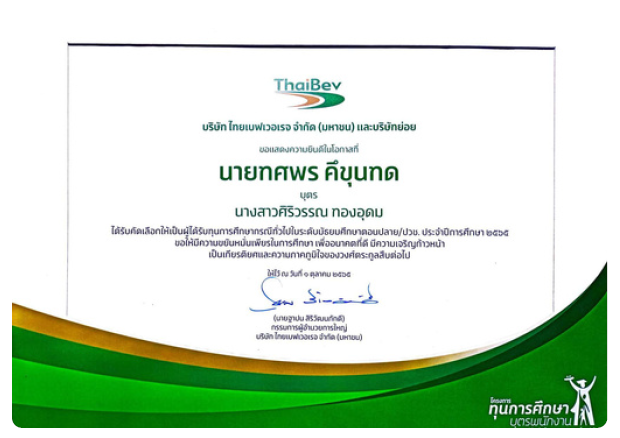 ThaiBev
บริษัท ไทยเบฟเวอเรจ จำกัด (มหาชน) และบริษัทย่อย
ขอแสดงความยินดีในโอกาสที่
นายทศพร คึขุนทด
บุตร
นางสาวศิริวรรณ ทองอุดม
ได้รับคัดเลือกให้เป็นผู้ได้รับทุนการศึกษากรณีทั่วไปในระดับมัธยมศึกษาตอนปลาย/ปวช. ประจำปีการศึกษา ๒๕๖๕
ขอให้มีความขยันหมั่นเพียรในการศึกษา เพื่ออนาคตที่ดี มีความเจริญก้าวหน้า
เป็นเกียรติยศและความภาคภูมิใจของวงศ์ตระกูลสืบต่อไป
ให้ไว้ ณ วันที่ ๑ ตุลาคม ๒๕๖๕
(นายฐาปน สิริวัฒนภักดี)
กรรมการผู้อำนวยการใหญ่
บริษัท ไทยเบฟเวอเรจ จำกัด (มหาชน)
โครงการ
ทุนการศึกษา
บุตรพนักงาน